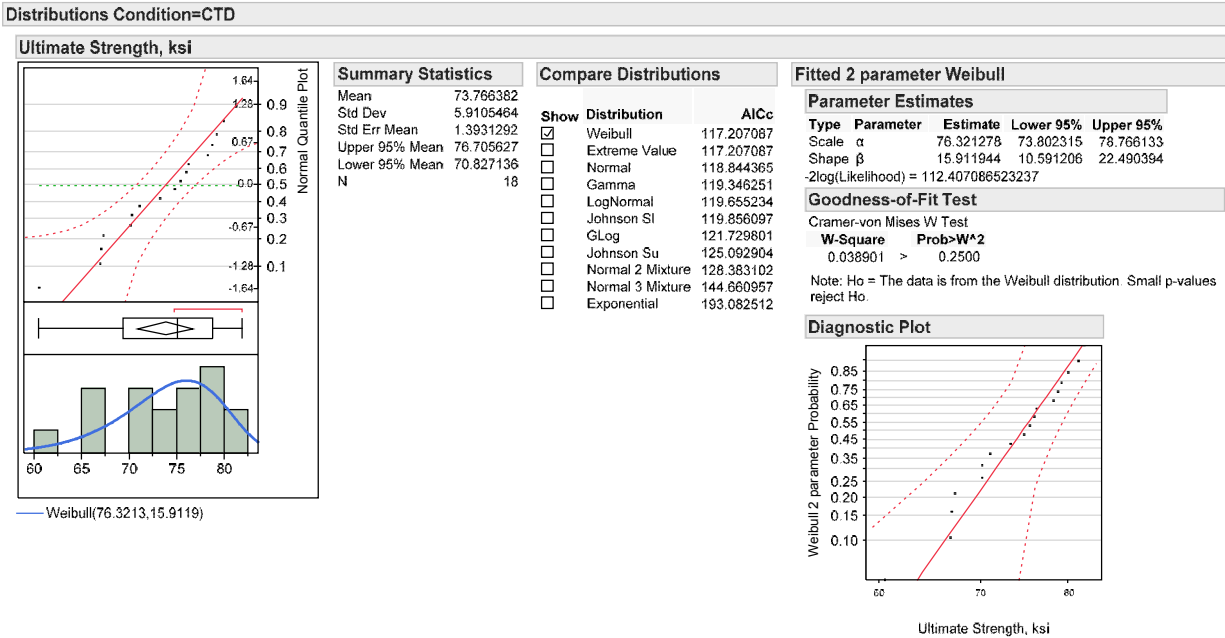 Distributions Condition=CTD
Ultimate Strength, ksi
1.64
1.28
0.67
0.0
-0.67
-1.28
-1.64
0.9
0.8
0.7
0.6
0.5
0.4
0.3
0.2
0.1
Normal Quantile Plot
60 65 70 75 80
Weibull(76.3213,15.9119)
Summary Statistics
Mean 73.766382
Std Dev 5.9105464
Std Err Mean 1.3931292
Upper 95% Mean 76.705627
Lower 95% Mean 70.827136
N 18
Compare Distributions
Show Distribution AICc
Weibull 117.207087
Extreme Value 117.207087
Normal 118.844365
Gamma 119.346251
LogNormal 119.655234
Johnson Sl 119.856097
GLog 121.729801
Johnson Su 125.092904
Normal 2 Mixture 128.383102
Normal 3 Mixture 144.660957
Exponential 193.082512
Fitted 2 parameter Weibull
Parameter Estimates
Type Parameter Estimate Lower 95% Upper 95%
Scale α 76.321278 73.802315 78.766133
Shape β 15.911944 10.591206 22.490394
-2log(Likelihood) = 112.407086523237
Goodness-of-Fit Test
Cramer-von Mises W Test
W-Square Prob>W^2
0.038901 > 0.2500
Note: Ho = The data is from the Weibull distribution. Small p-values
reject Ho.
Diagnostic Plot
Weibull 2 parameter Probability
0.85
0.75
0.65
0.55
0.45
0.35
0.25
0.20
0.15
0.10
60 70 80
Ultimate Strength, ksi